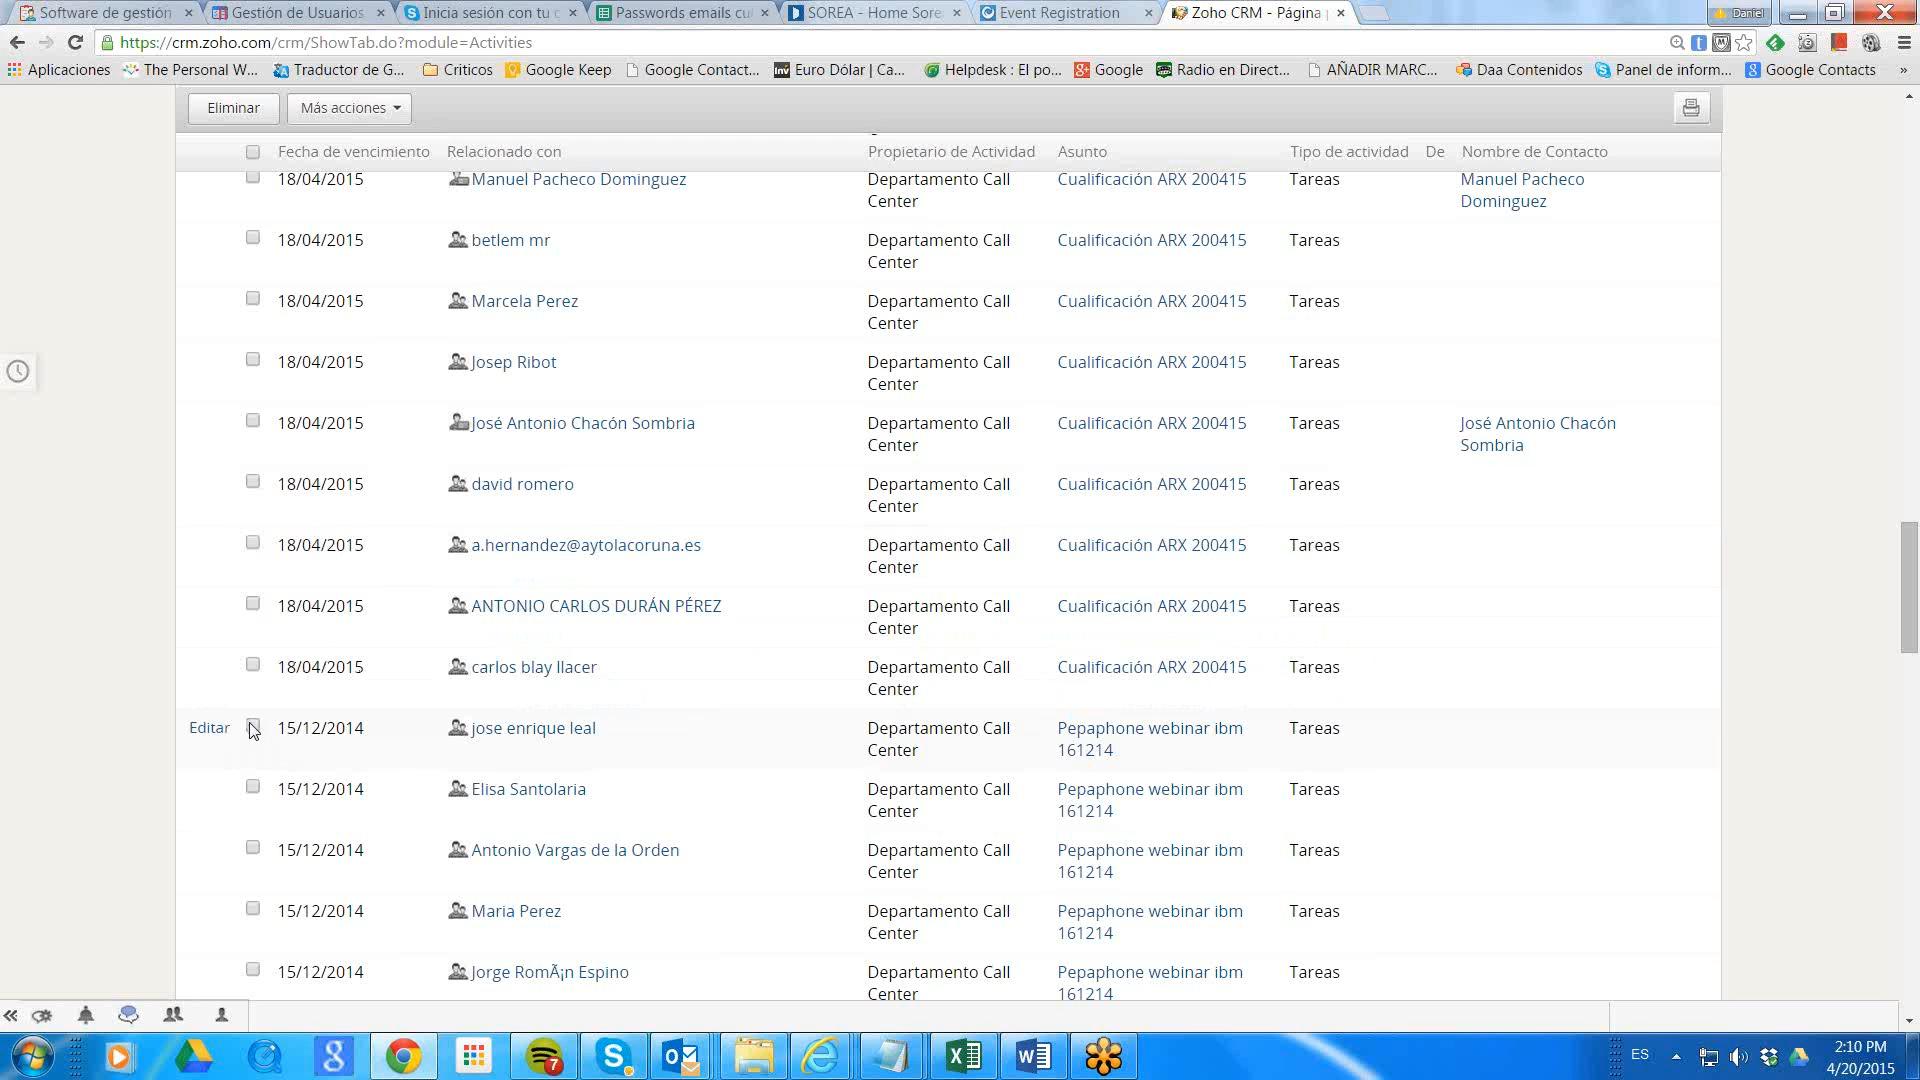 Software de gestión
Gestión de Usuarios
Inicia sesión con tu c
Passwords emails cu
SOREA - Home Sore
Event Registration
Zoho CRM - Página
Daniel
https://crm.zoho.com/crm/ShowTab.do?module=Activities
Aplicaciones
The Personal W...
Traductor de G...
Criticos
Google Keep
Google Contact...
Inv
Euro Dólar | Ca...
Helpdesk : El po...
Google
Radio en Direct...
AÑADIR MARC...
Daa Contenidos
Panel de inform...
Google Contacts
»
Eliminar
Más acciones
Fecha de vencimiento Relacionado con Propietario de Actividad Asunto Tipo de actividad De Nombre de Contacto
18/04/2015 Manuel Pacheco Dominguez Departamento Call Cualificación ARX 200415 Tareas Manuel Pacheco
Center Dominguez
18/04/2015 betlem mr Departamento Call Cualificación ARX 200415 Tareas
Center
18/04/2015 Marcela Perez Departamento Call Cualificación ARX 200415 Tareas
Center
18/04/2015 Josep Ribot Departamento Call Cualificación ARX 200415 Tareas
Center
18/04/2015 José Antonio Chacón Sombria Departamento Call Cualificación ARX 200415 Tareas José Antonio Chacón
Center Sombria
18/04/2015 david romero Departamento Call Cualificación ARX 200415 Tareas
Center
18/04/2015 a.hernandez@aytolacoruna.es Departamento Call Cualificación ARX 200415 Tareas
Center
18/04/2015 ANTONIO CARLOS DURÁN PÉREZ Departamento Call Cualificación ARX 200415 Tareas
Center
18/04/2015 carlos blay llacer Departamento Call Cualificación ARX 200415 Tareas
Center
Editar 15/12/2014 jose enrique leal Departamento Call Pepaphone webinar ibm Tareas
Center 161214
15/12/2014 Elisa Santolaria Departamento Call Pepaphone webinar ibm Tareas
Center 161214
15/12/2014 Antonio Vargas de la Orden Departamento Call Pepaphone webinar ibm Tareas
Center 161214
15/12/2014 Maria Perez Departamento Call Pepaphone webinar ibm Tareas
Center 161214
15/12/2014 Jorge RomÃ¡n Espino Departamento Call Pepaphone webinar ibm Tareas
Center 161214
7
ES
2:10 PM
4/20/2015